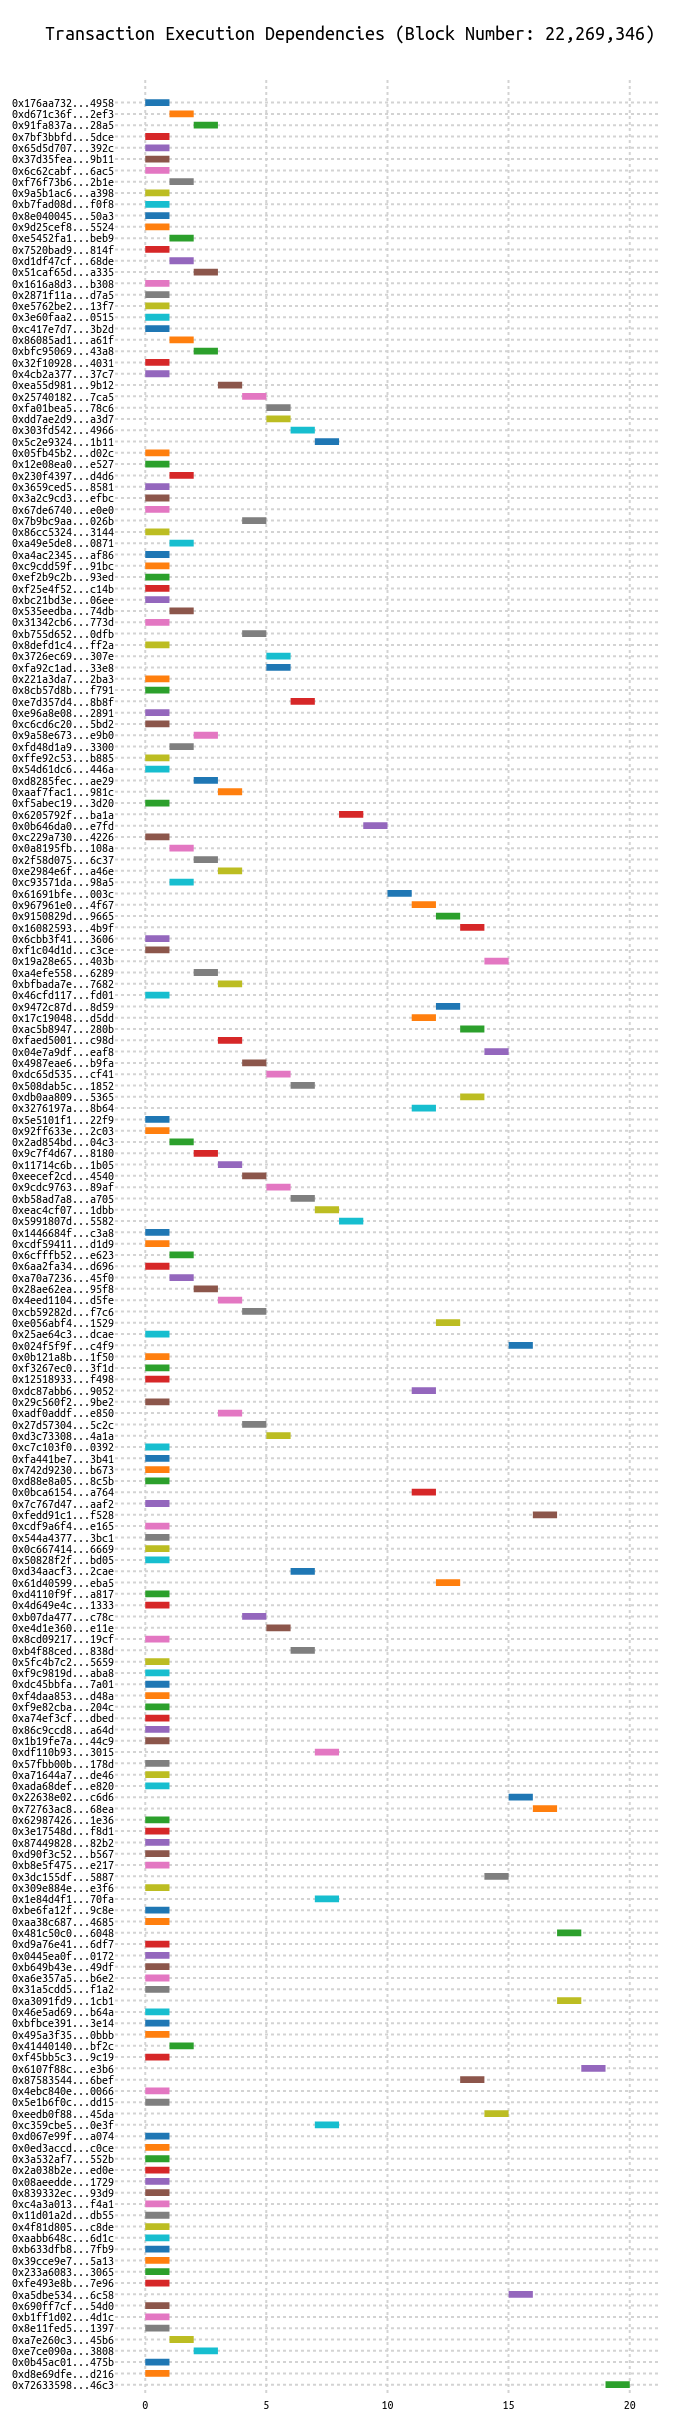 Transaction Execution Dependencies (Block Number: 22,269,346)
0x176aa732...4958
0xd671c36f...2ef3
0x91fa837a...28a5
0x7bf3bbfd...5dce
0x65d5d707...392c
0x37d35fea...9b11
0x6c62cabf...6ac5
0xf76f73b6...2b1e
0x9a5b1ac6...a398
0xb7fad08d...f0f8
0x8e040045...50a3
0x9d25cef8...5524
0xe5452fa1...beb9
0x7520bad9...814f
0xd1df47cf...68de
0x51caf65d...a335
0x1616a8d3...b308
0x2871f11a...d7a5
0xe5762be2...13f7
0x3e60faa2...0515
0xc417e7d7...3b2d
0x86085ad1...a61f
0xbfc95069...43a8
0x32f10928...4031
0x4cb2a377...37c7
0xea55d981...9b12
0x25740182...7ca5
0xfa01bea5...78c6
0xdd7ae2d9...a3d7
0x303fd542...4966
0x5c2e9324...1b11
0x05fb45b2...d02c
0x12e08ea0...e527
0x230f4397...d4d6
0x3659ced5...8581
0x3a2c9cd3...efbc
0x67de6740...e0e0
0x7b9bc9aa...026b
0x86cc5324...3144
0xa49e5de8...0871
0xa4ac2345...af86
0xc9cdd59f...91bc
0xef2b9c2b...93ed
0xf25e4f52...c14b
0xbc21bd3e...06ee
0x535eedba...74db
0x31342cb6...773d
0xb755d652...0dfb
0x8defd1c4...ff2a
0x3726ec69...307e
0xfa92c1ad...33e8
0x221a3da7...2ba3
0x8cb57d8b...f791
0xe7d357d4...8b8f
0xe96a8e08...2891
0xc6cd6c20...5bd2
0x9a58e673...e9b0
0xfd48d1a9...3300
0xffe92c53...b885
0x54d61dc6...446a
0xd8285fec...ae29
0xaaf7fac1...981c
0xf5abec19...3d20
0x6205792f...ba1a
0x0b646da0...e7fd
0xc229a730...4226
0x0a8195fb...108a
0x2f58d075...6c37
0xe2984e6f...a46e
0xc93571da...98a5
0x61691bfe...003c
0x967961e0...4f67
0x9150829d...9665
0x16082593...4b9f
0x6cbb3f41...3606
0xf1c04d1d...c3ce
0x19a28e65...403b
0xa4efe558...6289
0xbfbada7e...7682
0x46cfd117...fd01
0x9472c87d...8d59
0x17c19048...d5dd
0xac5b8947...280b
0xfaed5001...c98d
0x04e7a9df...eaf8
0x4987eae6...b9fa
0xdc65d535...cf41
0x508dab5c...1852
0xdb0aa809...5365
0x3276197a...8b64
0x5e5101f1...22f9
0x92ff633e...2c03
0x2ad854bd...04c3
0x9c7f4d67...8180
0x11714c6b...1b05
0xeecef2cd...4540
0x9cdc9763...89af
0xb58ad7a8...a705
0xeac4cf07...1dbb
0x5991807d...5582
0x1446684f...c3a8
0xcdf59411...d1d9
0x6cfffb52...e623
0x6aa2fa34...d696
0xa70a7236...45f0
0x28ae62ea...95f8
0x4eed1104...d5fe
0xcb59282d...f7c6
0xe056abf4...1529
0x25ae64c3...dcae
0x024f5f9f...c4f9
0x0b121a8b...1f50
0xf3267ec0...3f1d
0x12518933...f498
0xdc87abb6...9052
0x29c560f2...9be2
0xadf0addf...e850
0x27d57304...5c2c
0xd3c73308...4a1a
0xc7c103f0...0392
0xfa441be7...3b41
0x742d9230...b673
0xd88e8a05...8c5b
0x0bca6154...a764
0x7c767d47...aaf2
0xfedd91c1...f528
0xcdf9a6f4...e165
0x544a4377...3bc1
0x0c667414...6669
0x50828f2f...bd05
0xd34aacf3...2cae
0x61d40599...eba5
0xd4110f9f...a817
0x4d649e4c...1333
0xb07da477...c78c
0xe4d1e360...e11e
0x8cd09217...19cf
0xb4f88ced...838d
0x5fc4b7c2...5659
0xf9c9819d...aba8
0xdc45bbfa...7a01
0xf4daa853...d48a
0xf9e82cba...204c
0xa74ef3cf...dbed
0x86c9ccd8...a64d
0x1b19fe7a...44c9
0xdf110b93...3015
0x57fbb00b...178d
0xa71644a7...de46
0xada68def...e820
0x22638e02...c6d6
0x72763ac8...68ea
0x62987426...1e36
0x3e17548d...f8d1
0x87449828...82b2
0xd90f3c52...b567
0xb8e5f475...e217
0x3dc155df...5887
0x309e884e...e3f6
0x1e84d4f1...70fa
0xbe6fa12f...9c8e
0xaa38c687...4685
0x481c50c0...6048
0xd9a76e41...6df7
0x0445ea0f...0172
0xb649b43e...49df
0xa6e357a5...b6e2
0x31a5cdd5...f1a2
0xa3091fd9...1cb1
0x46e5ad69...b64a
0xbfbce391...3e14
0x495a3f35...0bbb
0x41440140...bf2c
0xf45bb5c3...9c19
0x6107f88c...e3b6
0x87583544...6bef
0x4ebc840e...0066
0x5e1b6f0c...dd15
0xeedb0f88...45da
0xc359cbe5...0e3f
0xd067e99f...a074
0x0ed3accd...c0ce
0x3a532af7...552b
0x2a038b2e...ed0e
0x08aeedde...1729
0x839332ec...93d9
0xc4a3a013...f4a1
0x11d01a2d...db55
0x4f81d805...c8de
0xaabb648c...6d1c
0xb633dfb8...7fb9
0x39cce9e7...5a13
0x233a6083...3065
0xfe493e8b...7e96
0xa5dbe534...6c58
0x690ff7cf...54d0
0xb1ff1d02...4d1c
0x8e11fed5...1397
0xa7e260c3...45b6
0xe7ce090a...3808
0x0b45ac01...475b
0xd8e69dfe...d216
0x72633598...46c3
0 5 10 15 20